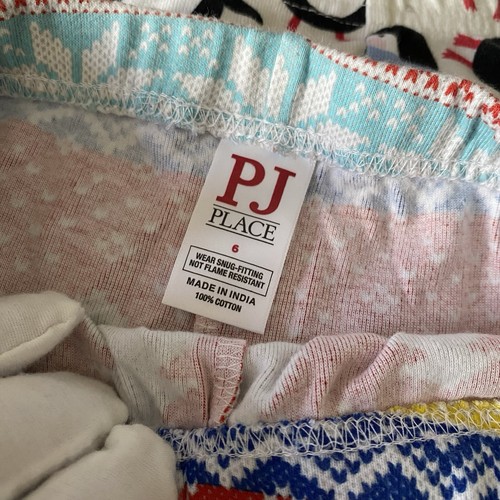 PJ
PLACE
6
WEAR SNUG-FITTING
NOT FLAME RESISTANT
MADE IN INDIA
100% COTTON